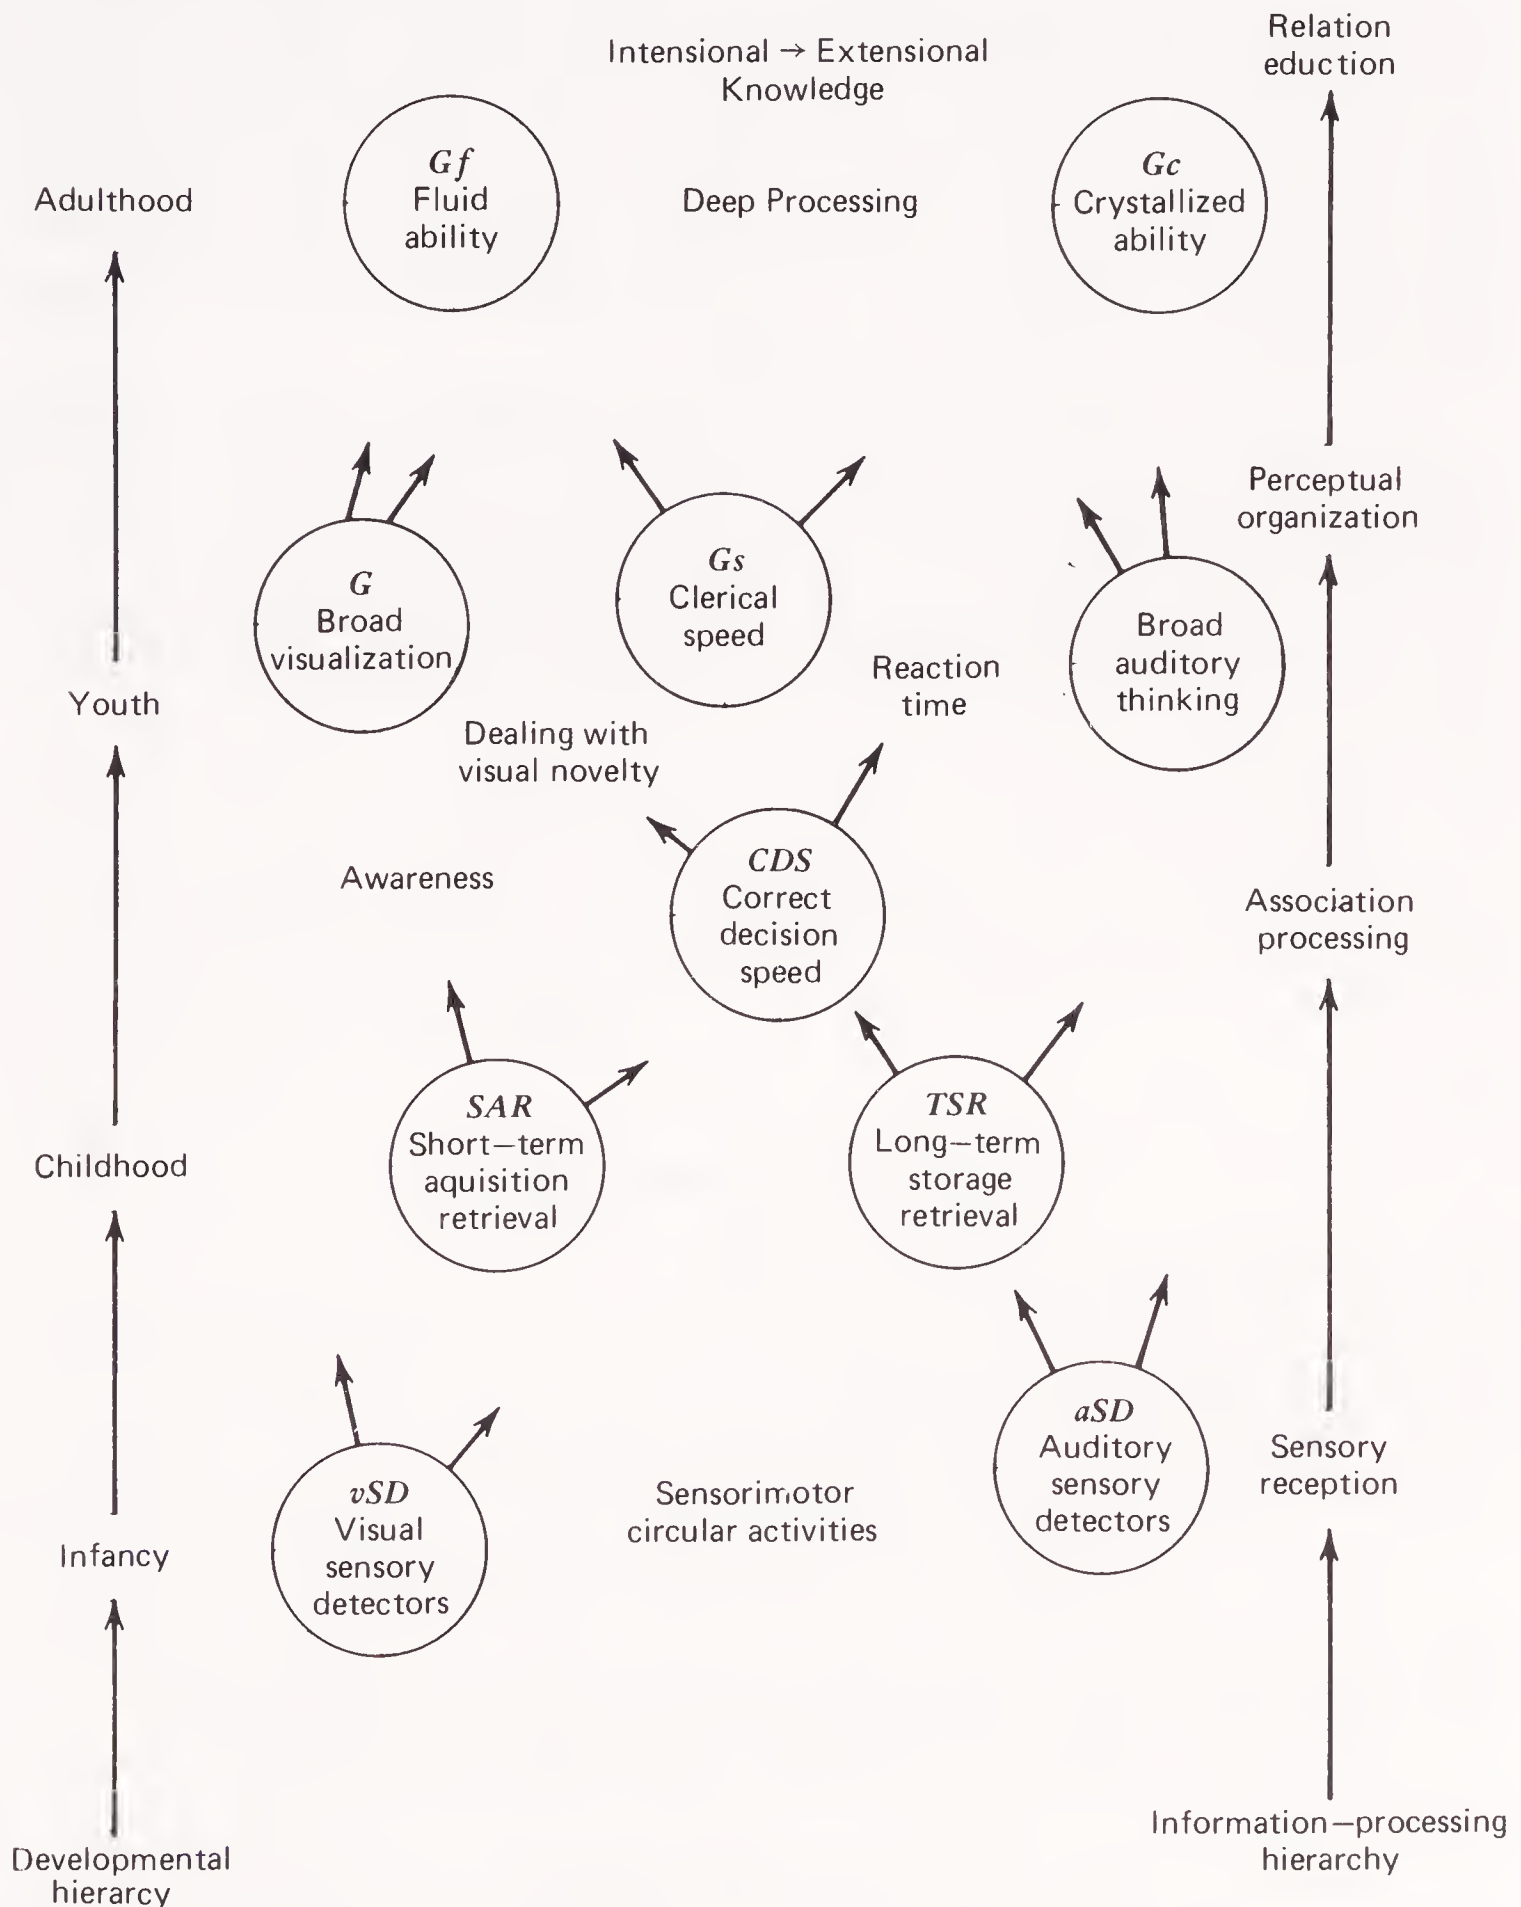 Relation
eduction
Intensional → Extensional
Knowledge
Gf
Fluid
ability
Gc
Crystallized
ability
Adulthood
Deep Processing
Perceptual
organization
G
Broad
visualization
Gs
Clerical
speed
Broad
auditory
thinking
Reaction
time
Youth
Dealing with
visual novelty
Awareness
CDS
Correct
decision
speed
Association
processing
SAR
Short—term
aquisition
retrieval
TSR
Long—term
storage
retrieval
Childhood
aSD
Auditory
sensory
detectors
Sensory
reception
vSD
Visual
sensory
detectors
Sensorimotor
circular activities
Infancy
Information—processing
hierarchy
Developmental
hierarcy